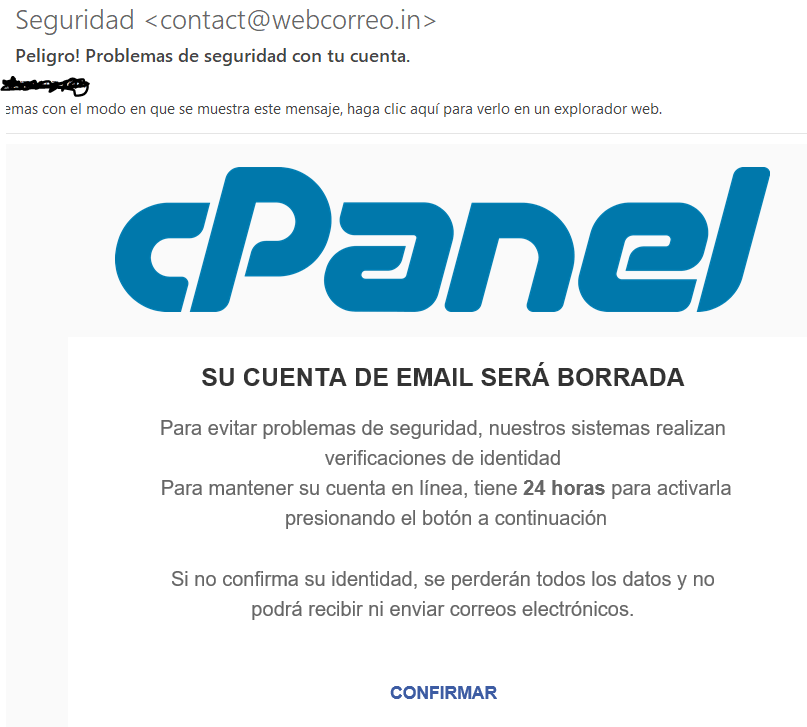 Seguridad <contact@webcorreo.in>
Peligro! Problemas de seguridad con tu cuenta.
emas con el modo en que se muestra este mensaje, haga clic aquí para verlo en un explorador web.
cPanel
SU CUENTA DE EMAIL SERÁ BORRADA
Para evitar problemas de seguridad, nuestros sistemas realizan
verificaciones de identidad
Para mantener su cuenta en línea, tiene 24 horas para activarla
presionando el botón a continuación
Si no confirma su identidad, se perderán todos los datos y no
podrá recibir ni enviar correos electrónicos.
CONFIRMAR